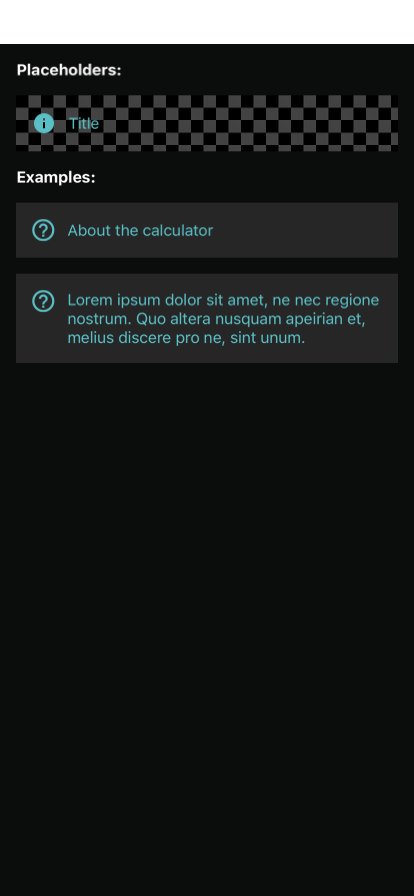 Placeholders:
Title
Examples:
About the calculator
Lorem ipsum dolor sit amet, ne nec regione
nostrum. Quo altera nusquam apeirian et,
melius discere pro ne, sint unum.